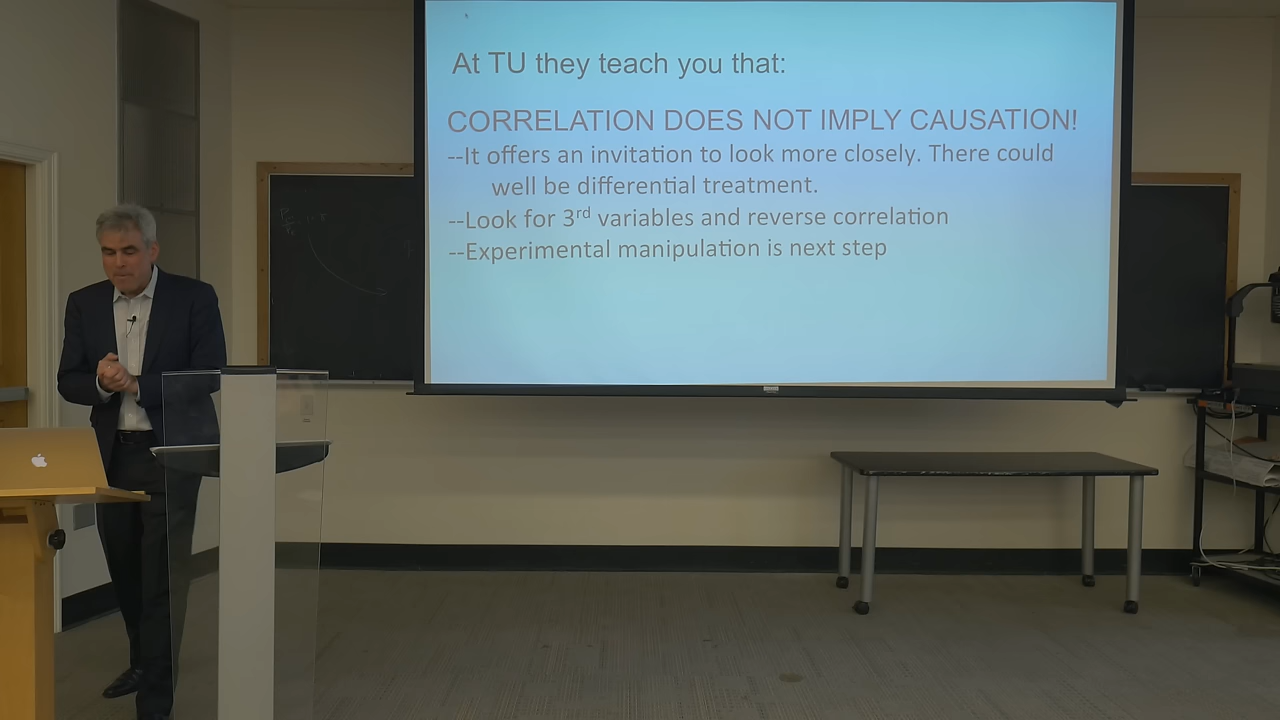 At TU they teach you that:
CORRELATION DOES NOT IMPLY CAUSATION!
--It offers an invitation to look more closely. There could
well be differential treatment.
--Look for 3rd variables and reverse correlation
--Experimental manipulation is next step